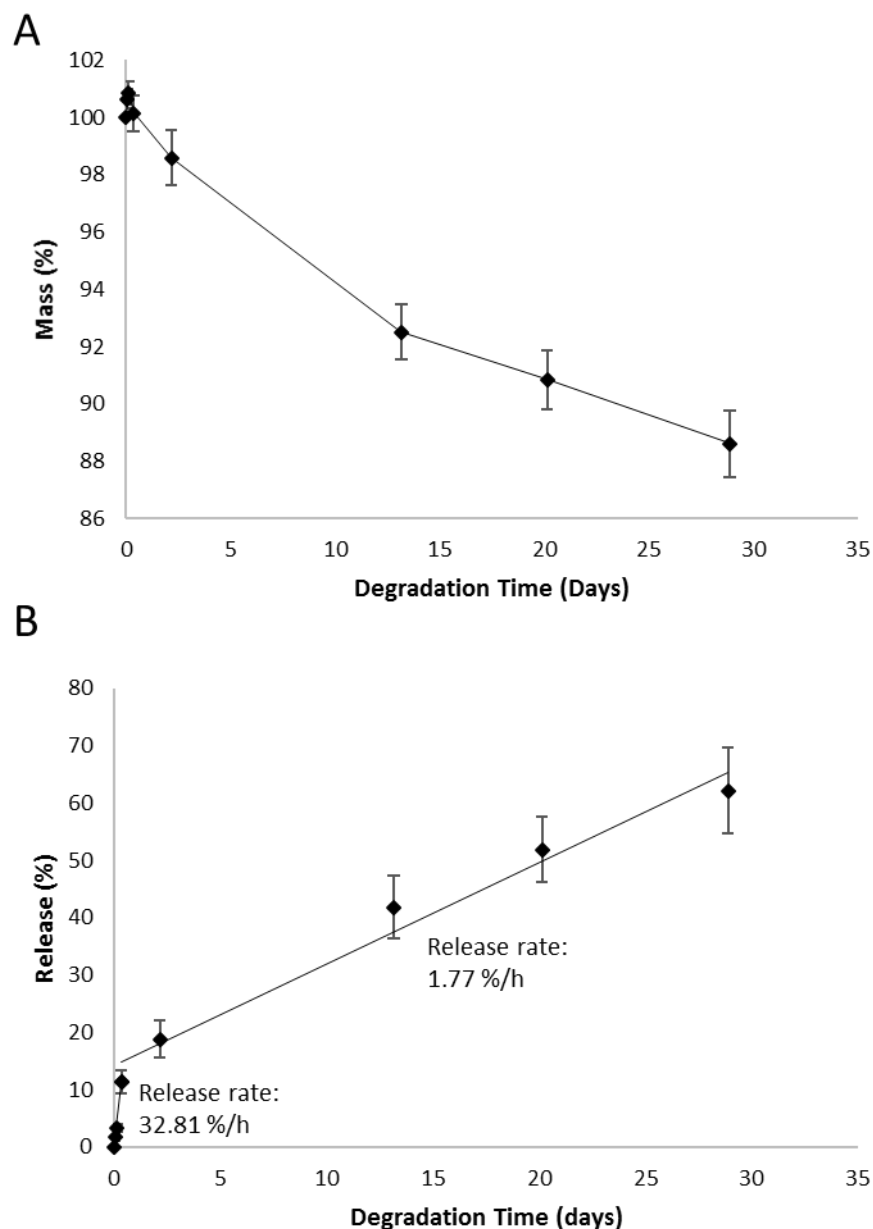 A
102
100
98
96
94
92
90
88
86
Mass (%)
0 5 10 15 20 25 30 35
Degradation Time (Days)
B
80
70
60
50
40
30
20
10
0
Release (%)
Release rate:
1.77 %/h
Release rate:
32.81 %/h
0 5 10 15 20 25 30 35
Degradation Time (days)